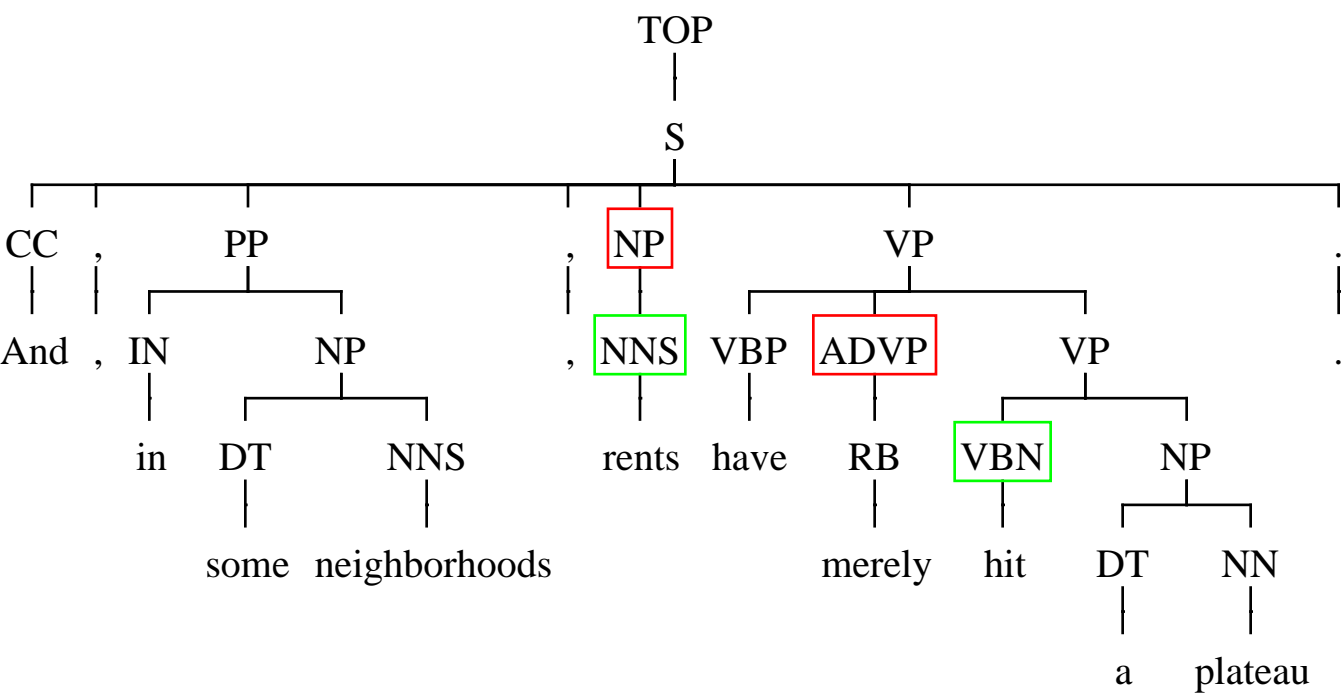 TOP
S
CC , PP , NP VP .
And , IN NP , NNS VBP ADVP VP .
in DT NNS rents have RB VBN NP
some neighborhoods merely hit DT NN
a plateau